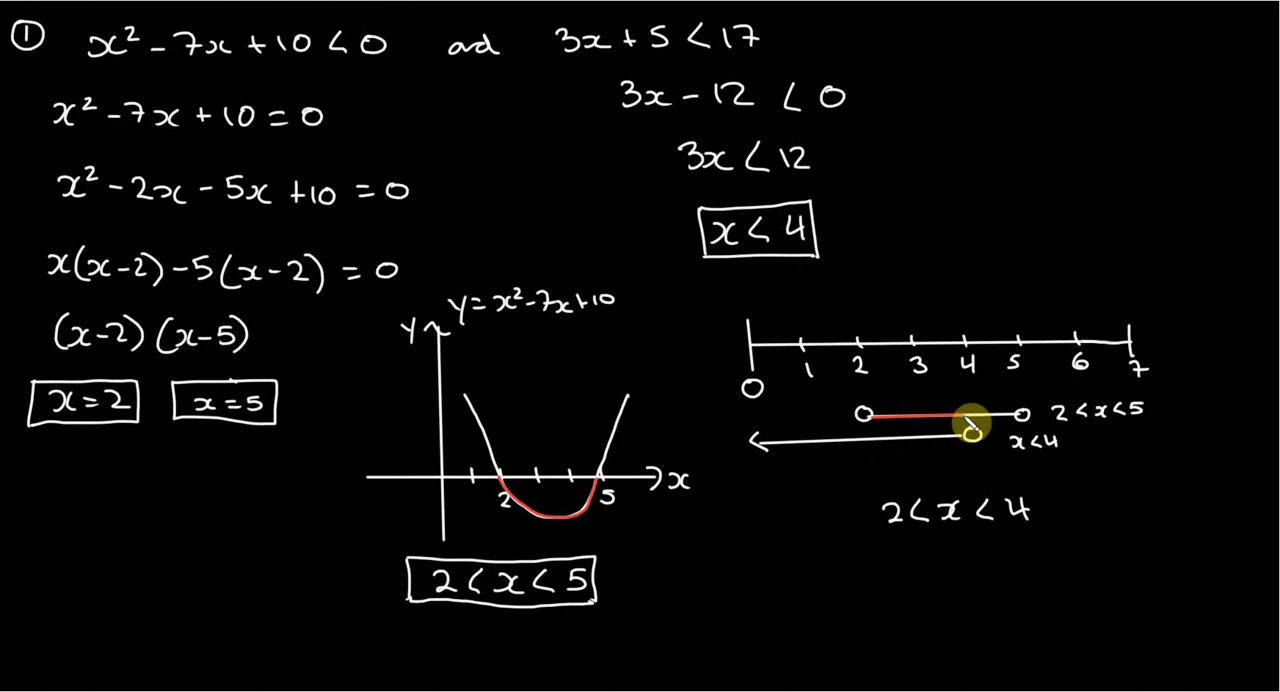 ① x² - 7x + 10 < 0 and 3x + 5 < 17
x² - 7x + 10 = 0
x² - 2x - 5x + 10 = 0
x(x-2) - 5(x-2) = 0
(x-2)(x-5)
x=2 x=5
3x - 12 < 0
3x < 12
x < 4
y = x² - 7x + 10
y
2 5 x
2 < x < 5
0 1 2 3 4 5 6 7
2 < x < 5
x < 4
2 < x < 4